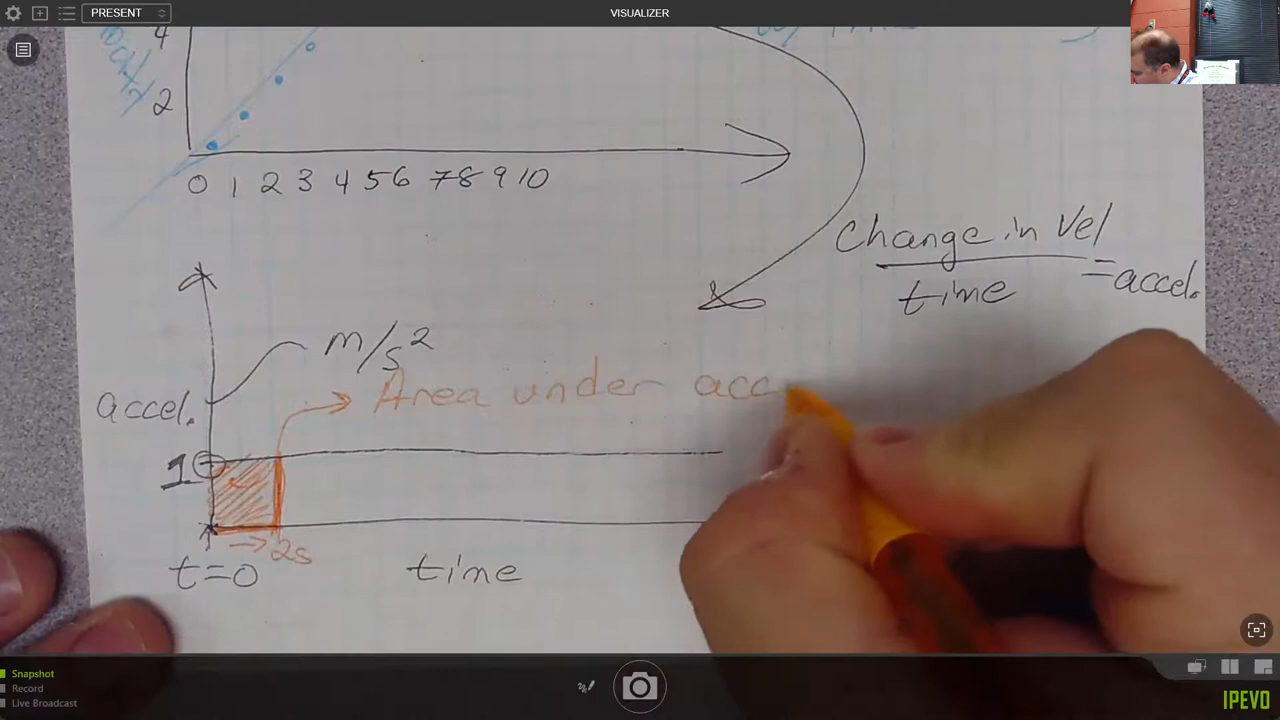 PRESENT
VISUALIZER
4
2
0 1 2 3 4 5 6 7 8 9 10
Change in Vel
time
=accel.
m/s²
Area under acc
accel.
1
2s
t=0
time
Snapshot
Record
Live Broadcast
IPEVO